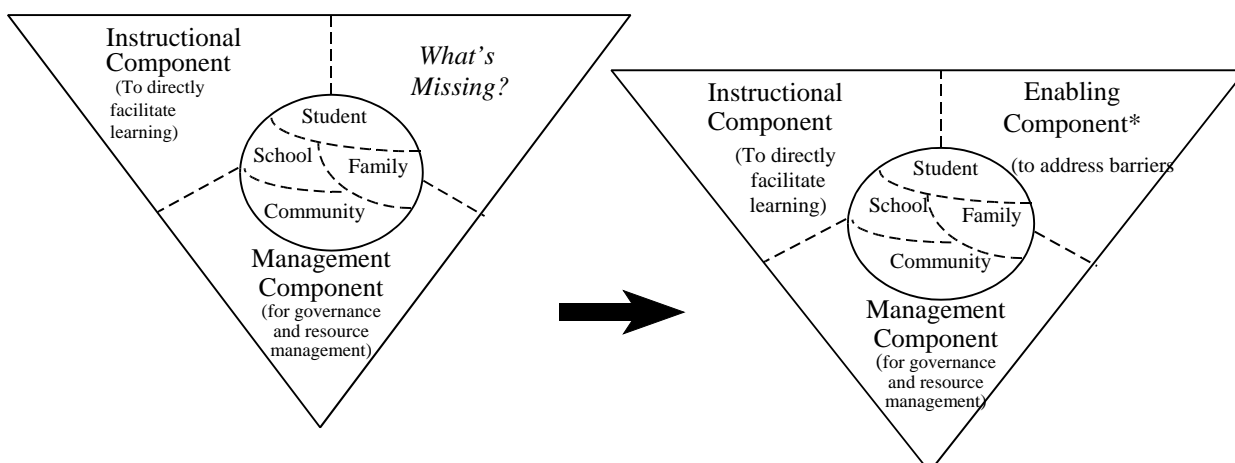 Instructional
Component
(To directly
facilitate
learning)
What's
Missing?
Student
School
Family
Community
Management
Component
(for governance
and resource
management)
Instructional
Component
(To directly
facilitate
learning)
Enabling
Component*
(to address barriers
Student
School
Family
Community
Management
Component
(for governance
and resource
management)